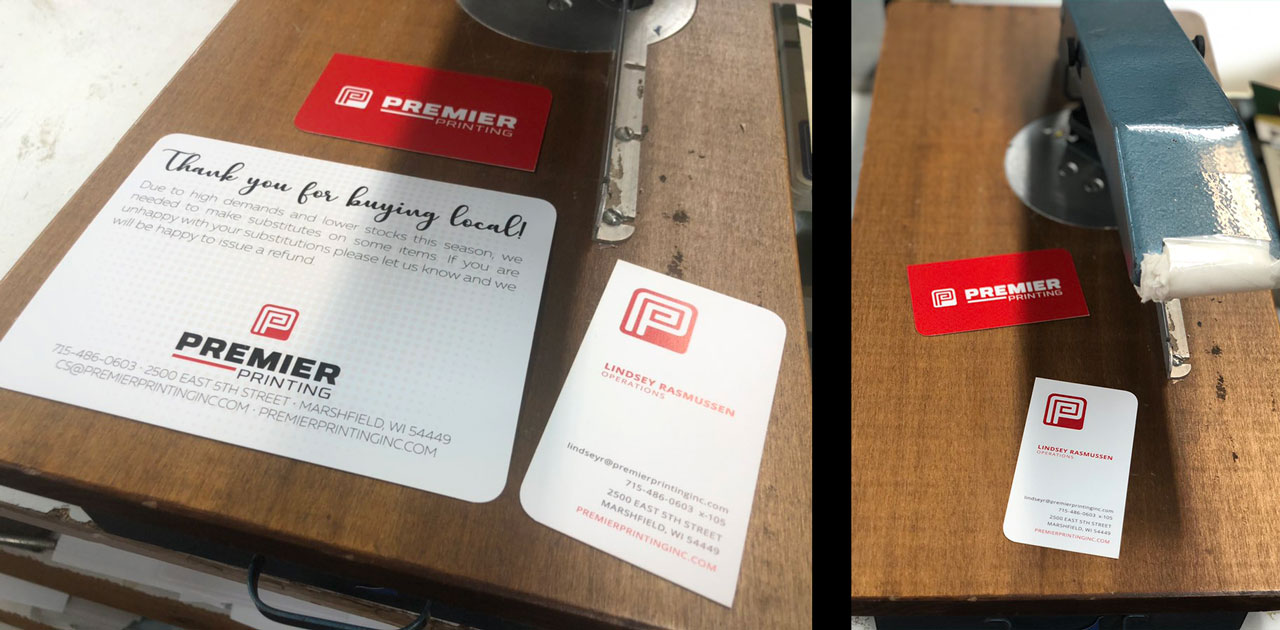 PREMIER
PRINTING
Thank you for buying local!
Due to high demands and lower stocks this season, we
needed to make substitutes on some items. If you are
unhappy with your substitutions please let us know and we
will be happy to issue a refund.
PREMIER
PRINTING
715-486-0603 · 2500 EAST 5TH STREET · MARSHFIELD, WI 54449
CS@PREMIERPRINTINGINC.COM · PREMIERPRINTINGINC.COM
LINDSEY RASMUSSEN
OPERATIONS
lindseyr@premierprintinginc.com
715-486-0603 x-105
2500 EAST 5TH STREET
MARSHFIELD, WI 54449
PREMIERPRINTINGINC.COM
PREMIER
PRINTING
LINDSEY RASMUSSEN
OPERATIONS
lindseyr@premierprintinginc.com
715-486-0603 x-105
2500 EAST 5TH STREET
MARSHFIELD, WI 54449
PREMIERPRINTINGINC.COM